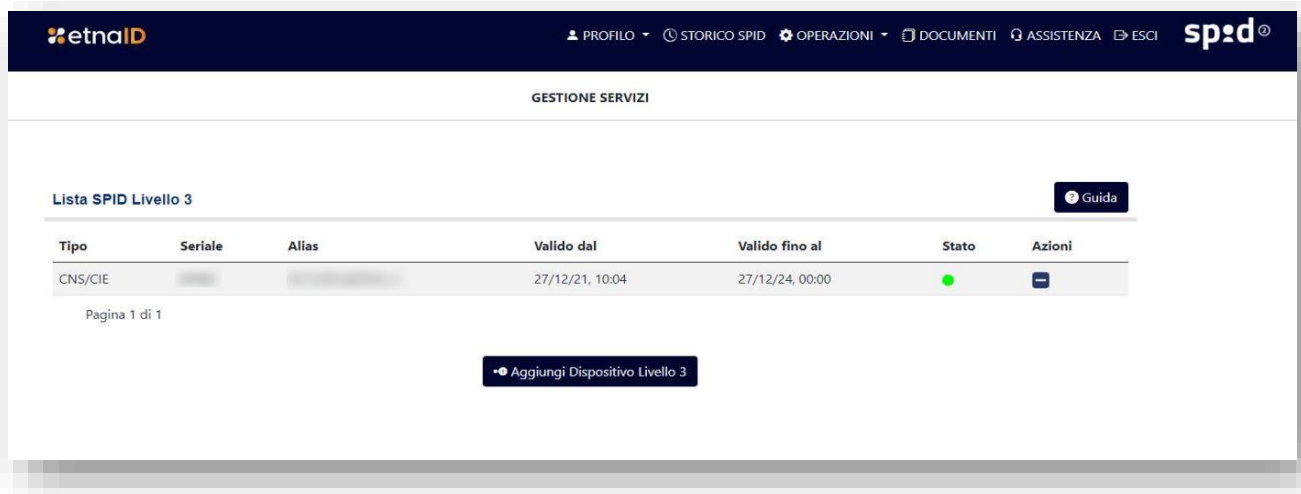 etnaID PROFILO STORICO SPID OPERAZIONI DOCUMENTI ASSISTENZA ESCI spid 2
GESTIONE SERVIZI
Lista SPID Livello 3 Guida
Tipo Seriale Alias Valido dal Valido fino al Stato Azioni
CNS/CIE 27/12/21, 10:04 27/12/24, 00:00
Pagina 1 di 1
Aggiungi Dispositivo Livello 3